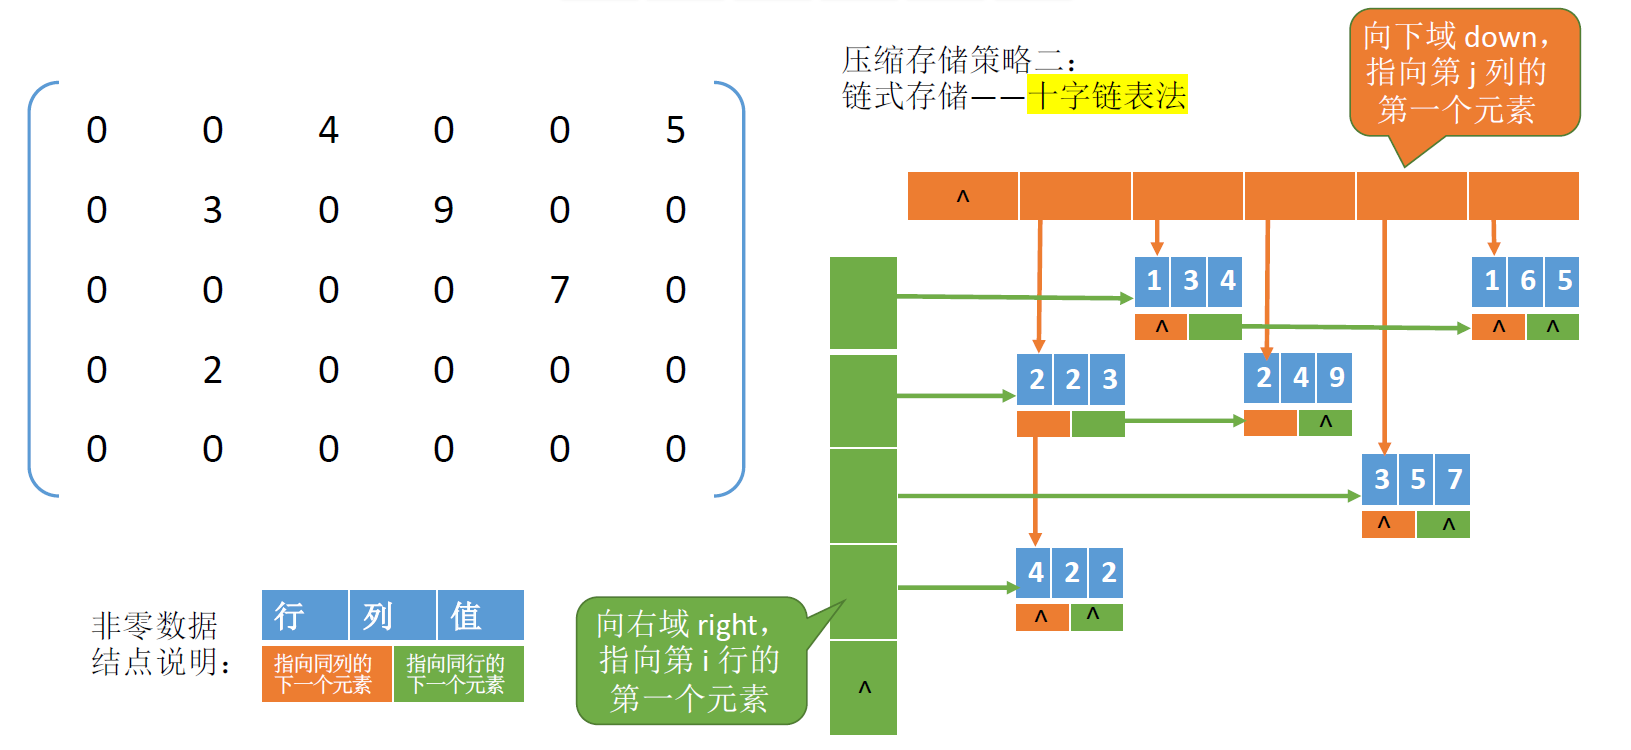 0 0 4 0 0 5
0 3 0 9 0 0
0 0 0 0 7 0
0 2 0 0 0 0
0 0 0 0 0 0
非零数据
结点说明：
行 列 值
指向同列的
下一个元素
指向同行的
下一个元素
压缩存储策略二：
链式存储——十字链表法
向下域 down，
指向第 j 列的
第一个元素
^
1 3 4
^
1 6 5
^ ^
2 2 3
2 4 9
^
3 5 7
^ ^
4 2 2
^ ^
^
向右域 right，
指向第 i 行的
第一个元素